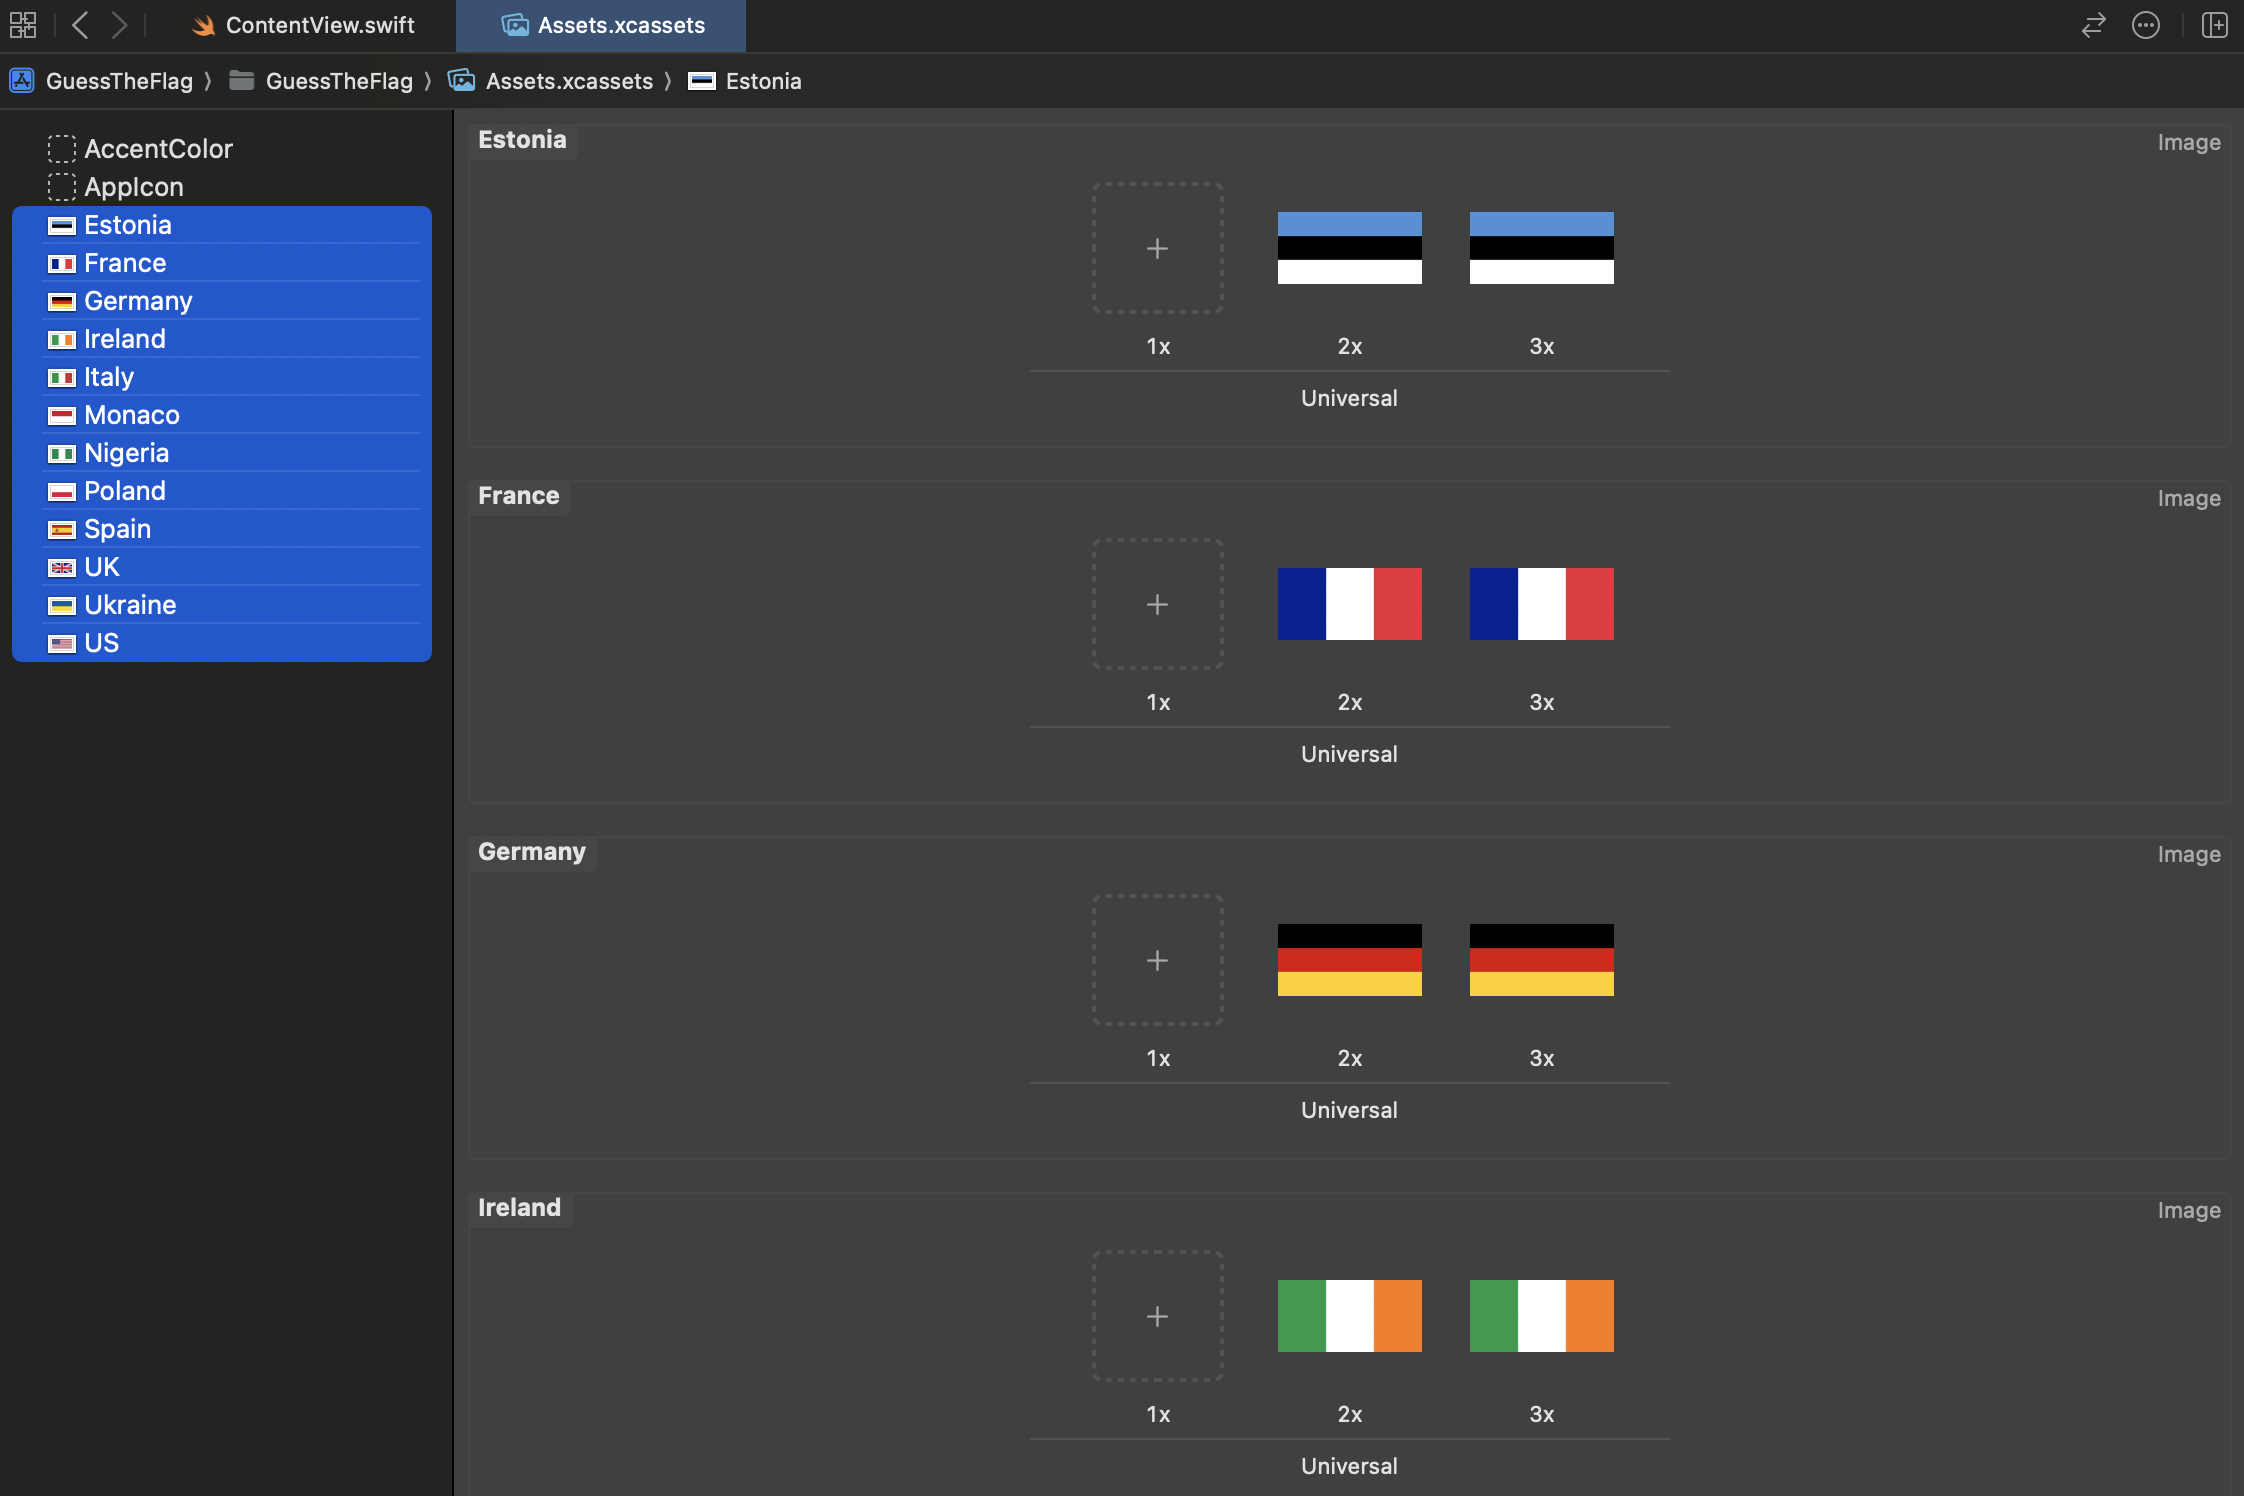 ContentView.swift
Assets.xcassets
GuessTheFlag 〉 GuessTheFlag 〉 Assets.xcassets 〉 Estonia
AccentColor
AppIcon
Estonia
France
Germany
Ireland
Italy
Monaco
Nigeria
Poland
Spain
UK
Ukraine
US
Estonia
Image
1x 2x 3x
Universal
France
Image
1x 2x 3x
Universal
Germany
Image
1x 2x 3x
Universal
Ireland
Image
1x 2x 3x
Universal